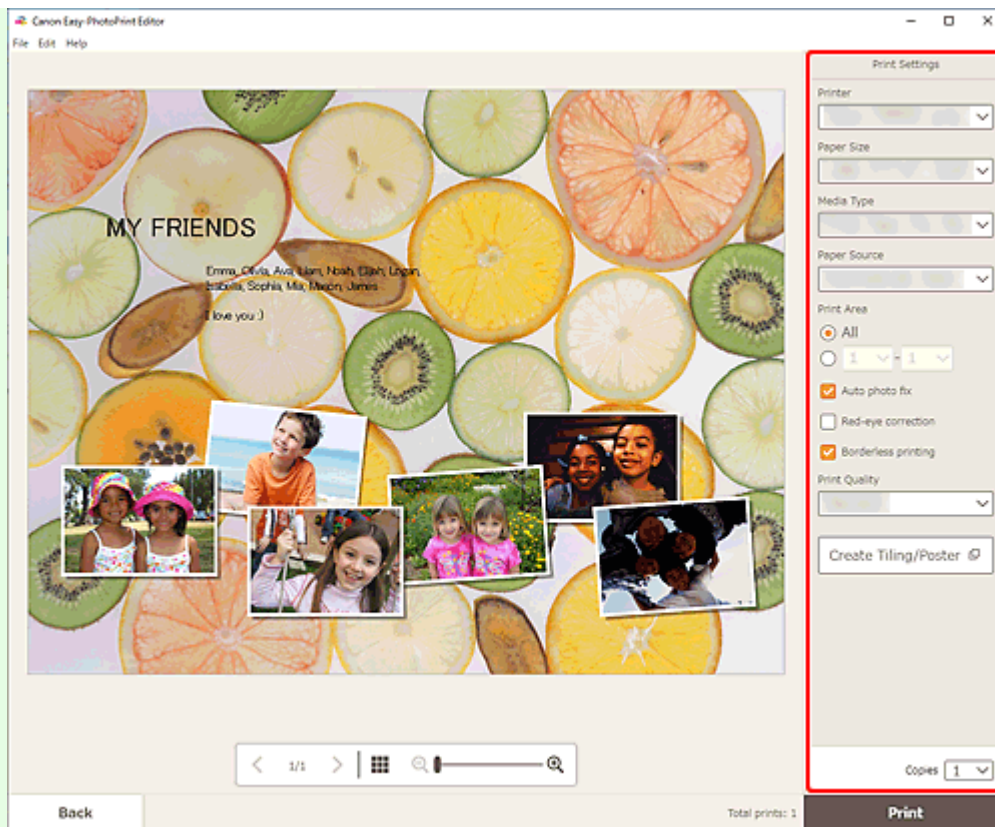 Canon Easy-PhotoPrint Editor
File Edit Help
Print Settings
Printer
Paper Size
Media Type
Paper Source
Print Area
All
1 - 1
Auto photo fix
Red-eye correction
Borderless printing
Print Quality
Create Tiling/Poster
MY FRIENDS
Emma, Olivia, Ava, Liam, Noah, Elijah, Logan,
Isabella, Sophia, Mia, Mason, James
I love you :)
1/1
Copies 1
Back
Total prints: 1
Print